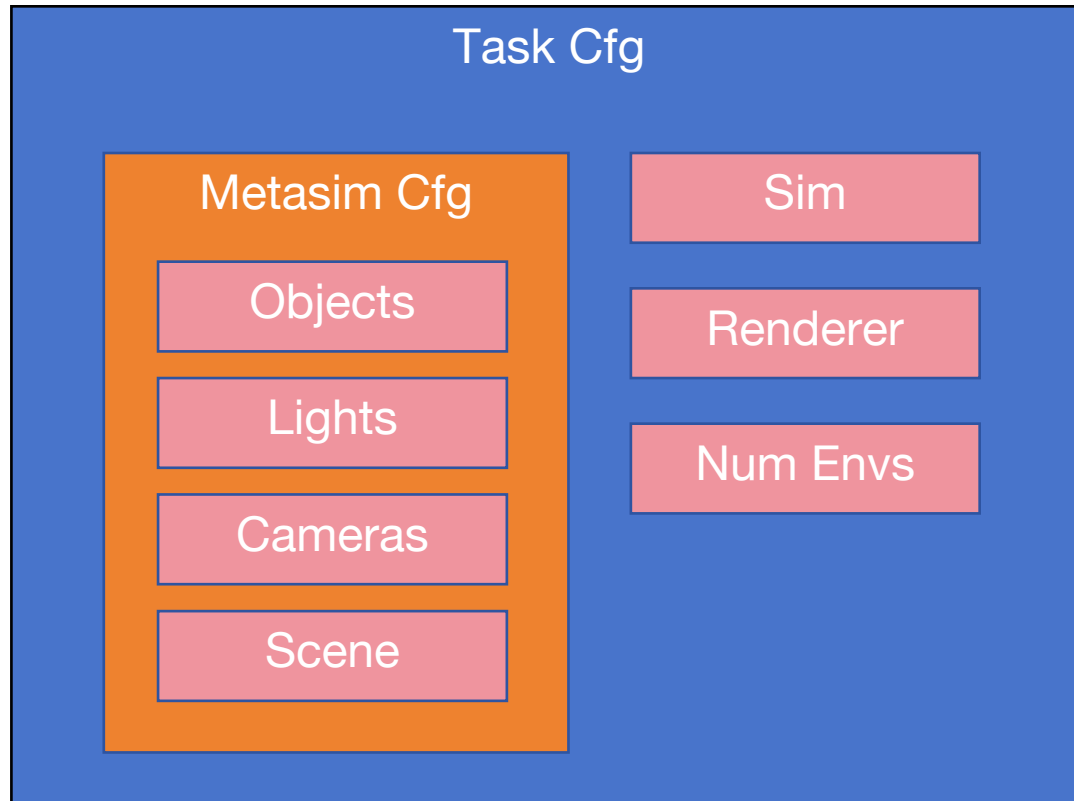 Task Cfg
Metasim Cfg
Objects
Lights
Cameras
Scene
Sim
Renderer
Num Envs